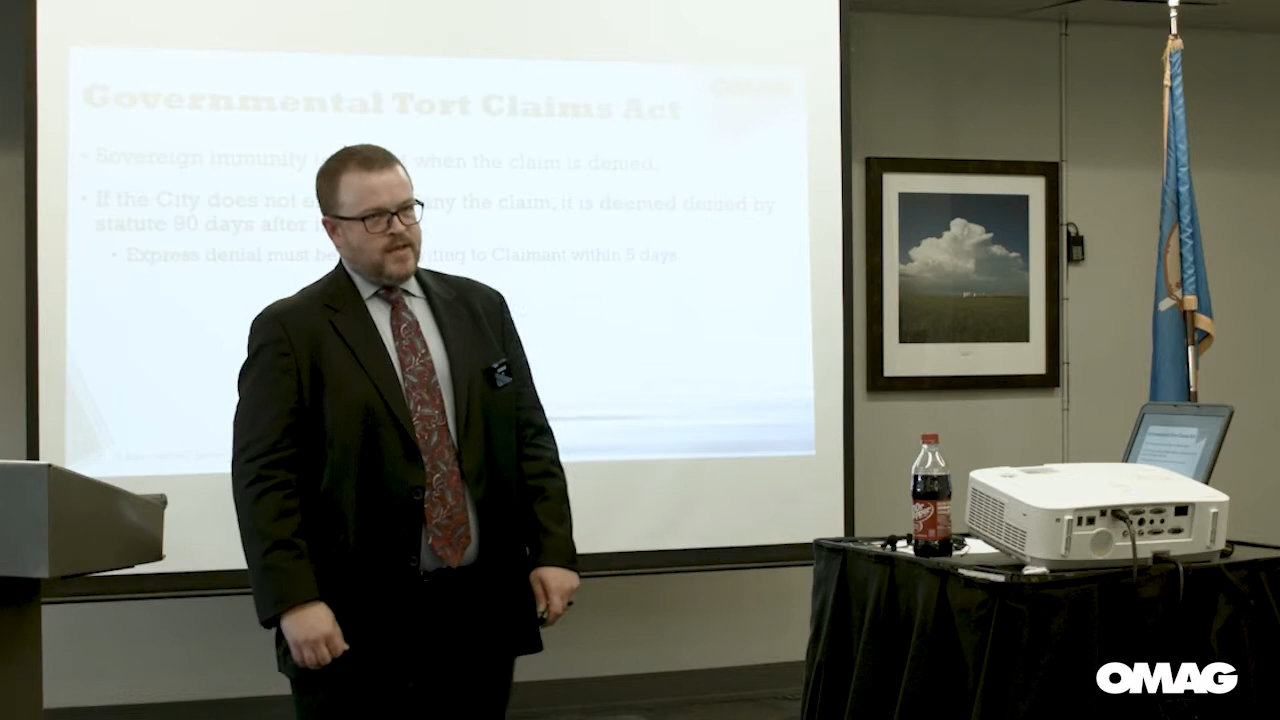 Governmental Tort Claims Act
• Sovereign immunity when the claim is denied.
• If the City does not any the claim, it is deemed denied by
statute 90 days after
• Express denial must be writing to Claimant within 5 days.
Dr Pepper
OMAG